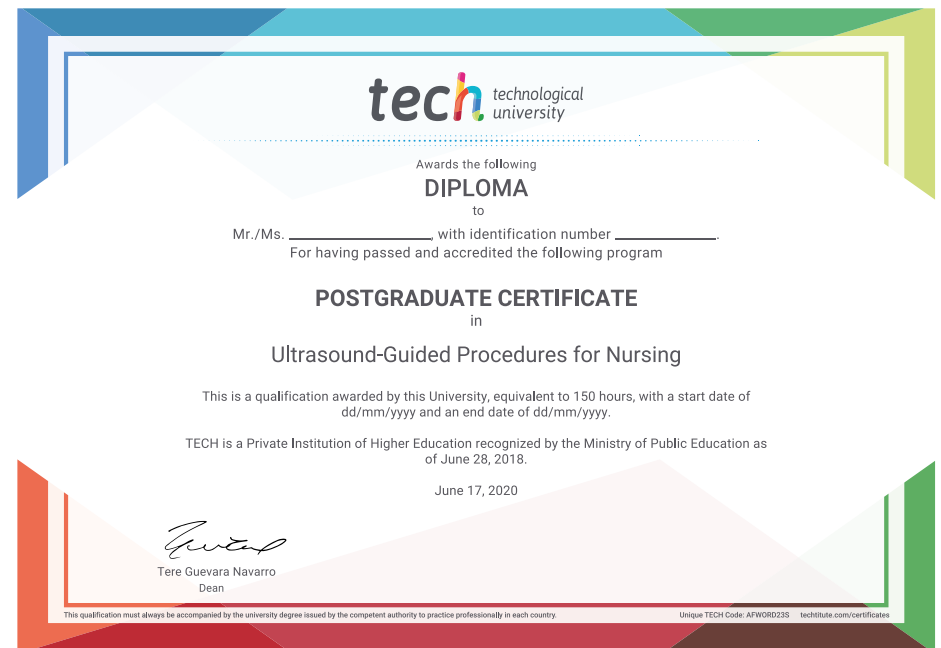 tech technological
university
Awards the following
DIPLOMA
to
Mr./Ms. _________________, with identification number ____________.
For having passed and accredited the following program
POSTGRADUATE CERTIFICATE
in
Ultrasound-Guided Procedures for Nursing
This is a qualification awarded by this University, equivalent to 150 hours, with a start date of
dd/mm/yyyy and an end date of dd/mm/yyyy.
TECH is a Private Institution of Higher Education recognized by the Ministry of Public Education as
of June 28, 2018.
June 17, 2020
Tere Guevara Navarro
Dean
This qualification must always be accompanied by the university degree issued by the competent authority to practice professionally in each country. Unique TECH Code: AFWORD23S techtitute.com/certificates